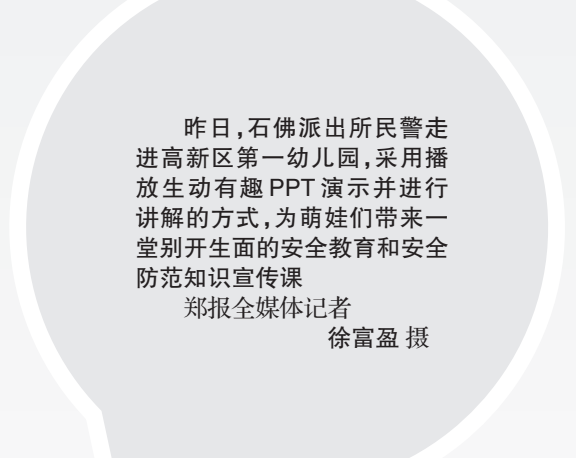 昨日,石佛派出所民警走
进高新区第一幼儿园,采用播
放生动有趣PPT演示并进行
讲解的方式,为萌娃们带来一
堂别开生面的安全教育和安全
防范知识宣传课
郑报全媒体记者
徐富盈 摄